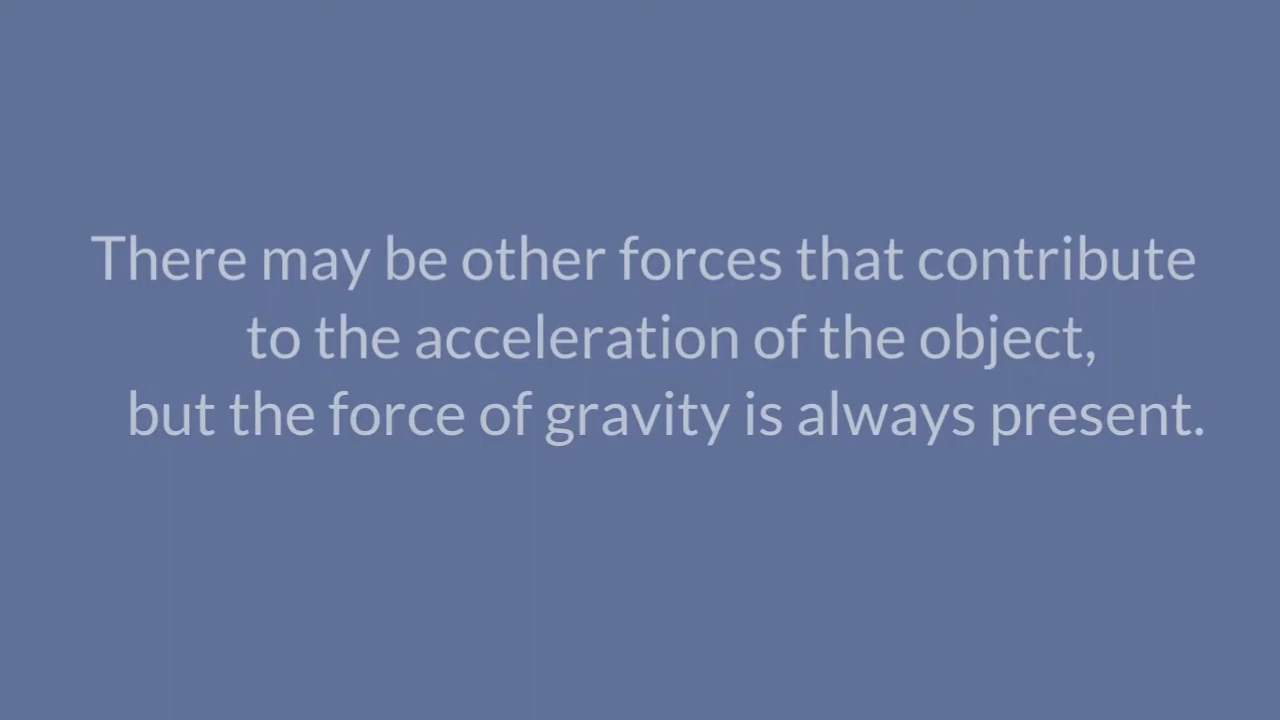 There may be other forces that contribute
to the acceleration of the object,
but the force of gravity is always present.